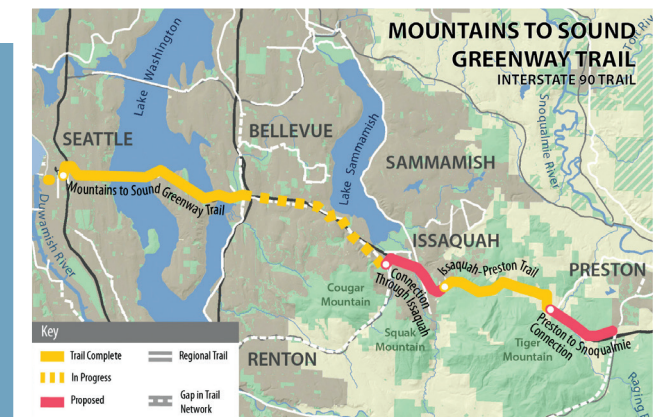 MOUNTAINS TO SOUND
GREENWAY TRAIL
INTERSTATE 90 TRAIL
Lake Washington
SEATTLE
BELLEVUE
Lake Sammamish
SAMMAMISH
Snoqualmie River
Mountains to Sound Greenway Trail
Duwamish River
ISSAQUAH
Issaquah-Preston Trail
PRESTON
Connection
Through Issaquah
Cougar
Mountain
Squak
Mountain
Tiger
Mountain
Preston to Snoqualmie
Connection
RENTON
Key
Trail Complete
In Progress
Proposed
Regional Trail
Gap in Trail
Network